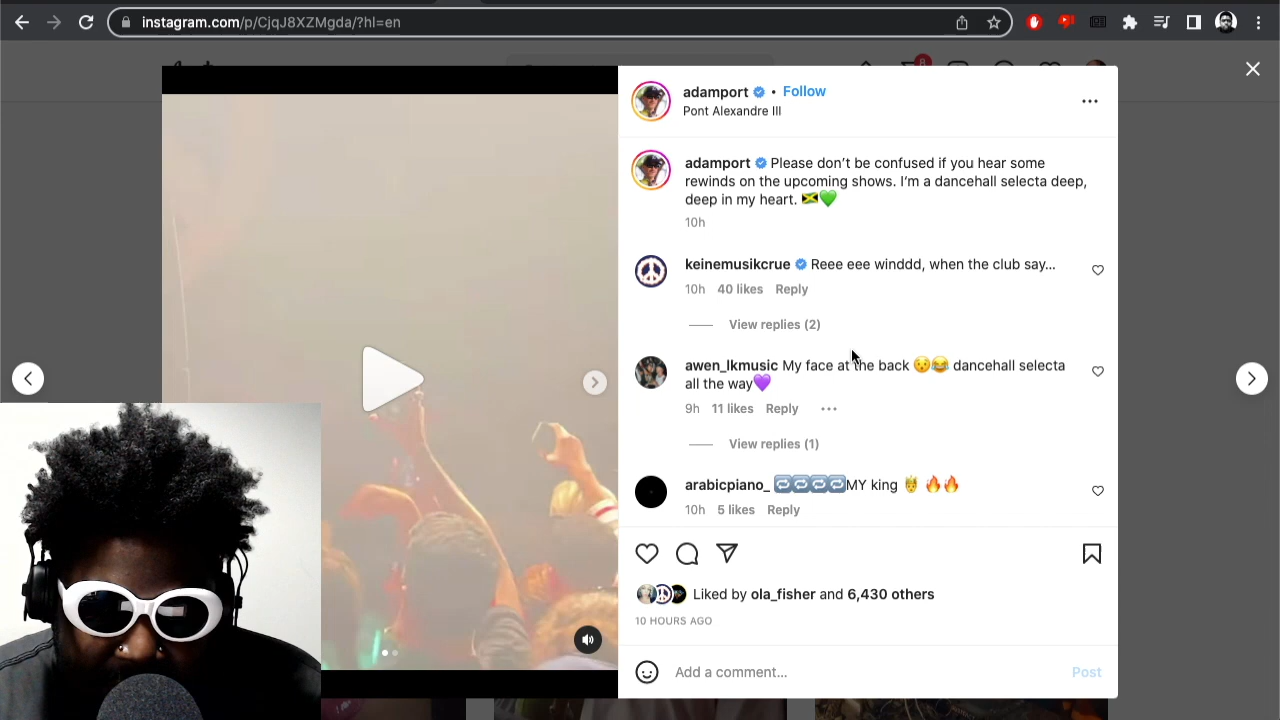 instagram.com/p/CjqJ8XZMgda/?hl=en
8
adamport • Follow
Pont Alexandre III
adamport Please don’t be confused if you hear some
rewinds on the upcoming shows. I’m a dancehall selecta deep,
deep in my heart. 🇯🇲💚
10h
keinemusikcrue Reee eee winddd, when the club say...
10h 40 likes Reply
View replies (2)
awen_lkmusic My face at the back 😯😂 dancehall selecta
all the way💜
9h 11 likes Reply
View replies (1)
arabicpiano_ 🔁🔁🔁🔁MY king 🤴 🔥🔥
10h 5 likes Reply
Liked by ola_fisher and 6,430 others
10 HOURS AGO
Add a comment... Post